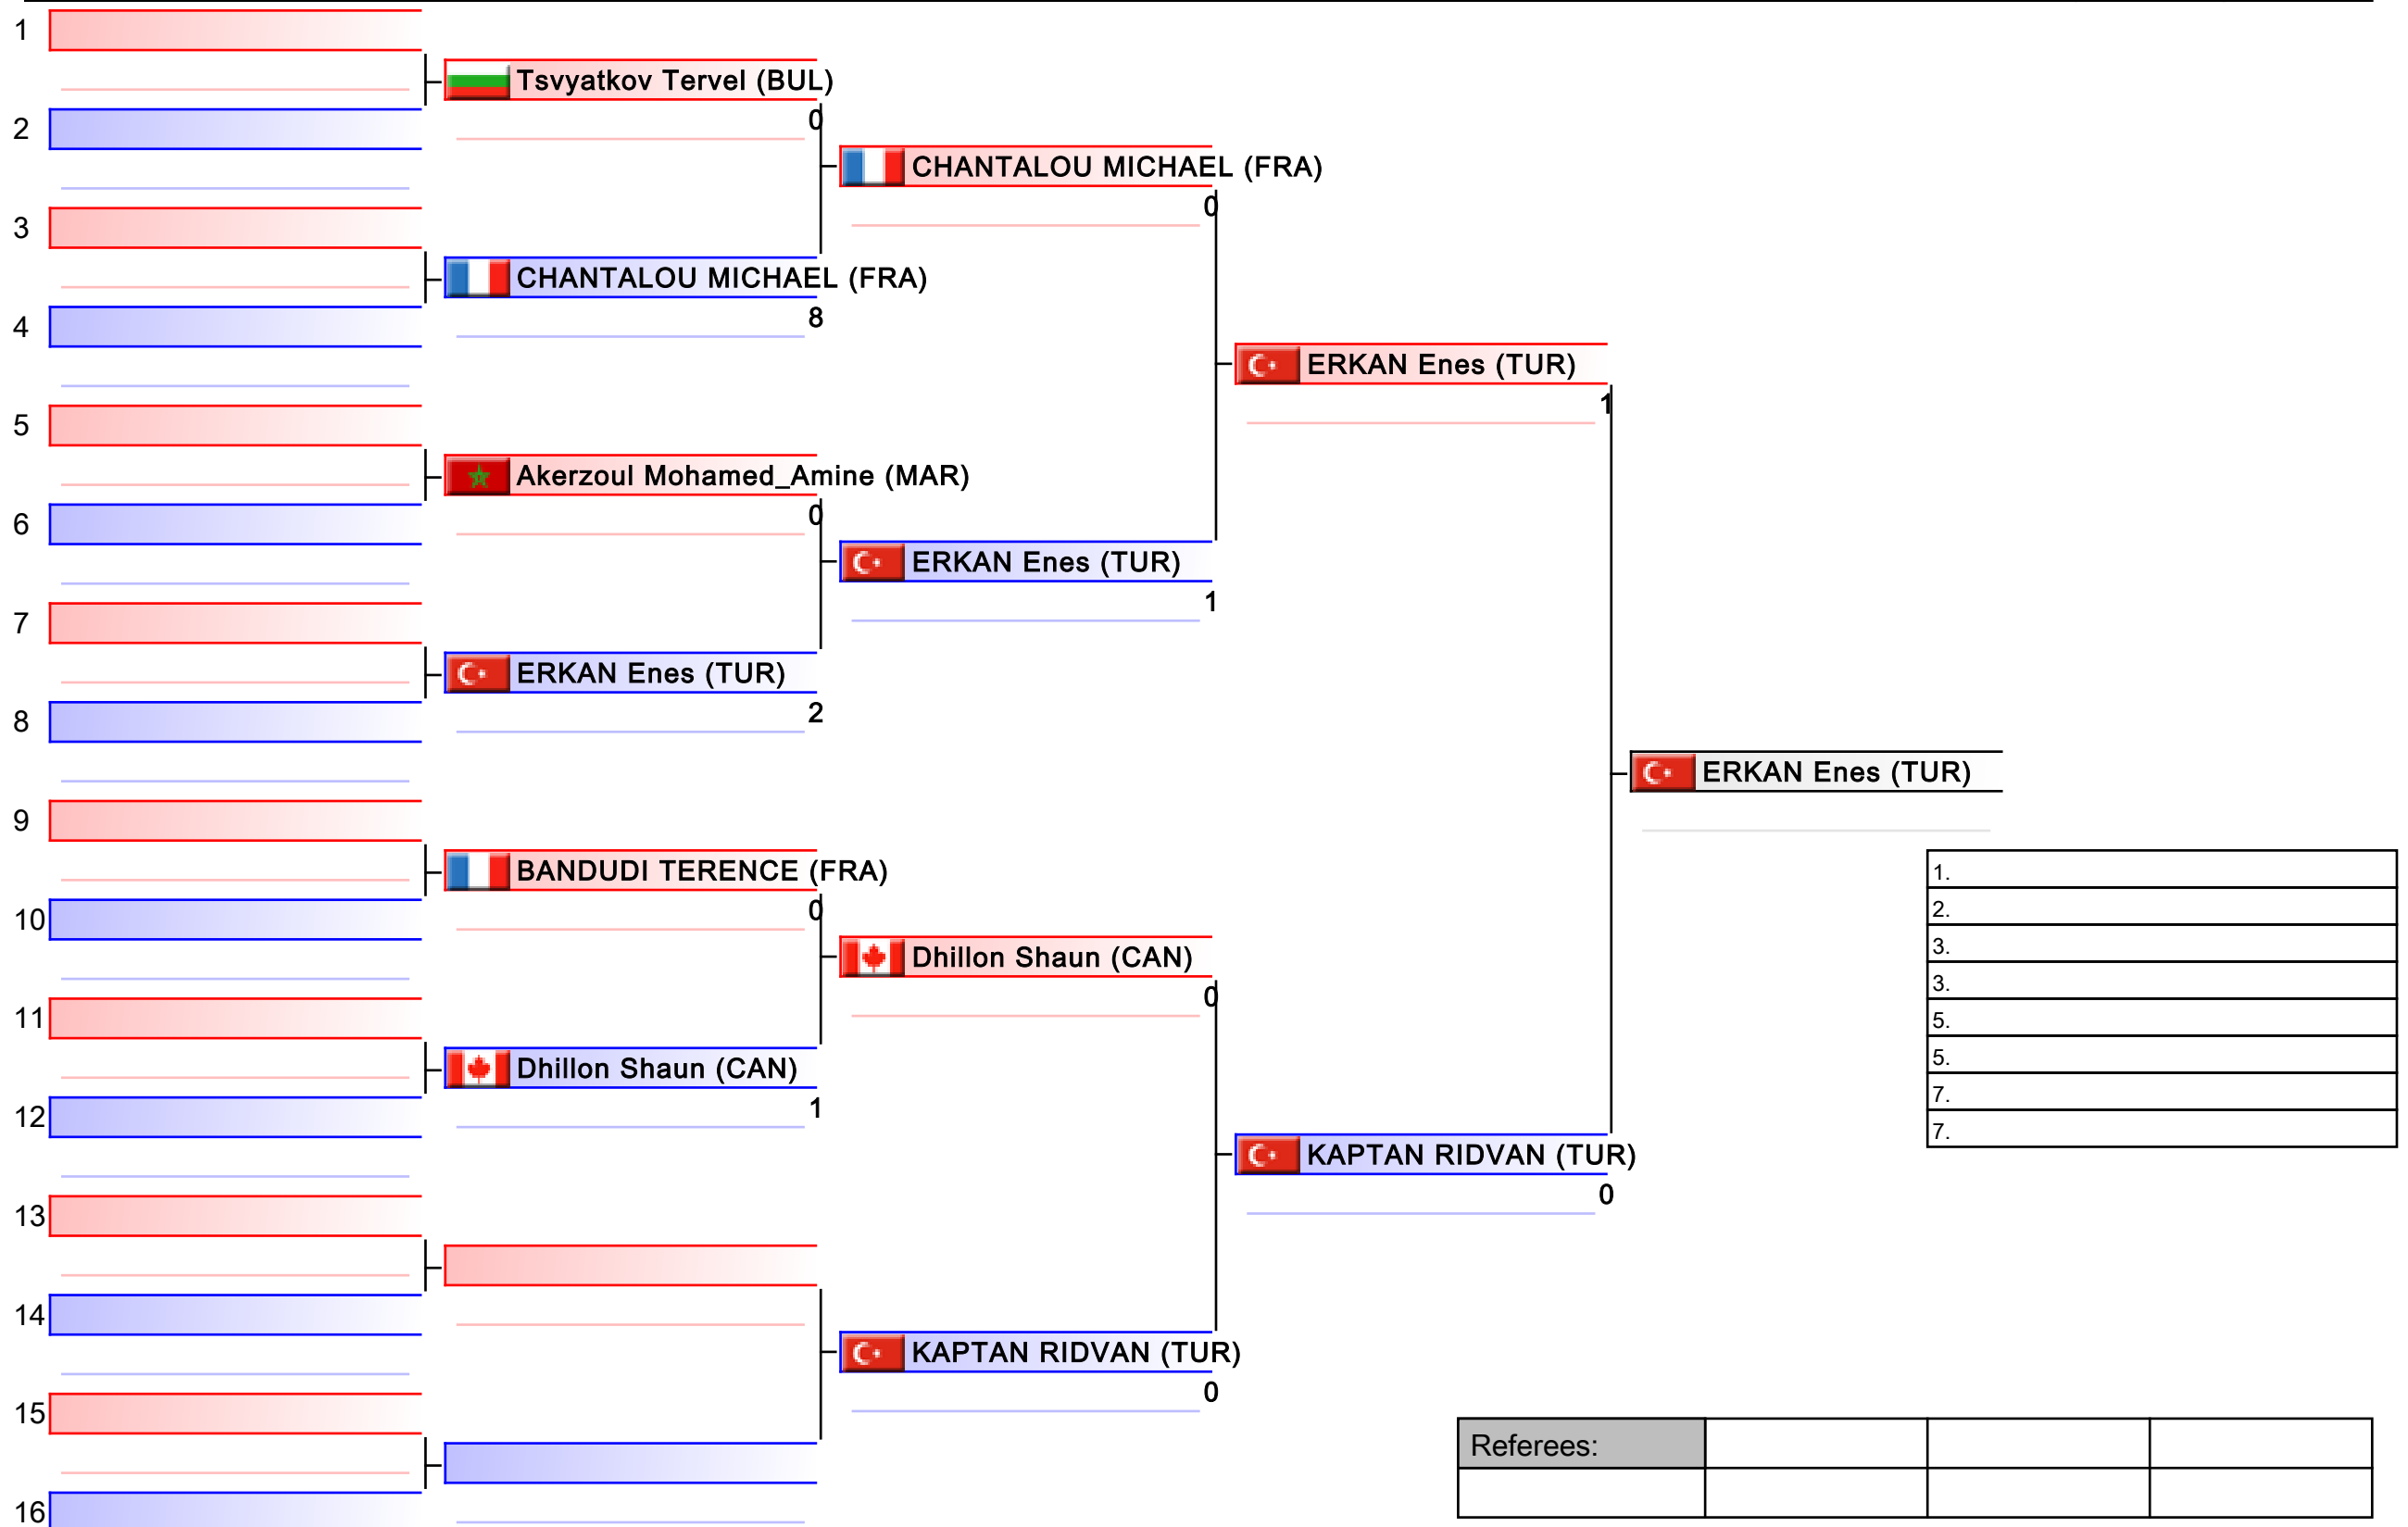 1
Tsvyatkov Tervel (BUL)
0
2
CHANTALOU MICHAEL (FRA)
0
3
CHANTALOU MICHAEL (FRA)
8
4
ERKAN Enes (TUR)
1
5
Akerzoul Mohamed_Amine (MAR)
0
6
ERKAN Enes (TUR)
1
7
ERKAN Enes (TUR)
2
8
ERKAN Enes (TUR)
9
BANDUDI TERENCE (FRA)
0
10
Dhillon Shaun (CAN)
0
11
Dhillon Shaun (CAN)
1
12
KAPTAN RIDVAN (TUR)
0
13
14
KAPTAN RIDVAN (TUR)
0
15
16
1.
2.
3.
3.
5.
5.
7.
7.
Referees: